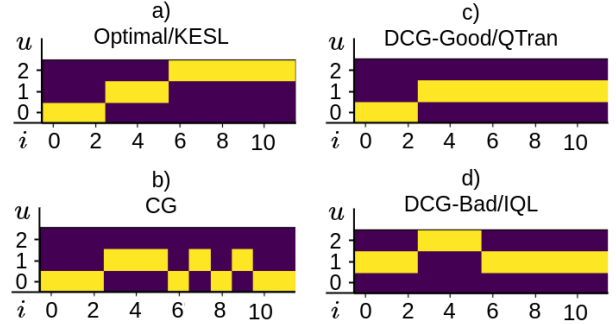 a)
Optimal/KESL
u
2
1
0
i 0 2 4 6 8 10
b)
CG
u
2
1
0
i 0 2 4 6 8 10
c)
DCG-Good/QTran
u
2
1
0
i 0 2 4 6 8 10
d)
DCG-Bad/IQL
u
2
1
0
i 0 2 4 6 8 10